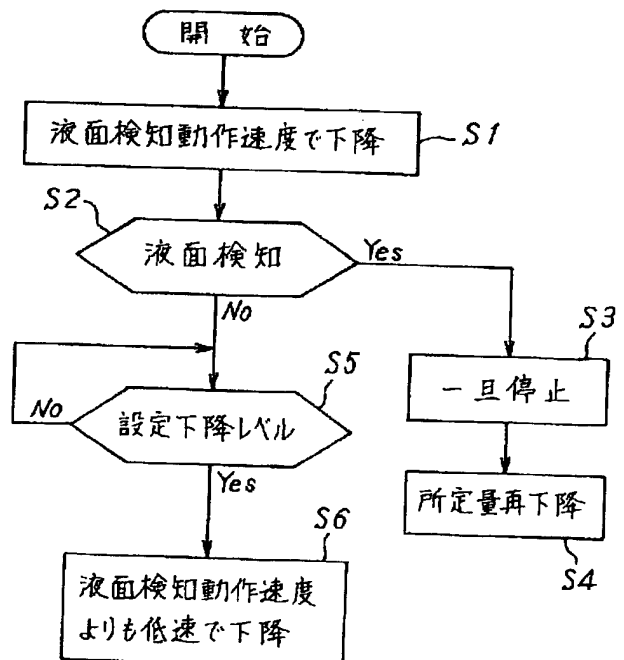 開始
液面検知動作速度で下降
S1
S2
液面検知
Yes
No
S3
一旦停止
S5
No
設定下降レベル
Yes
所定量再下降
S4
S6
液面検知動作速度
よりも低速で下降